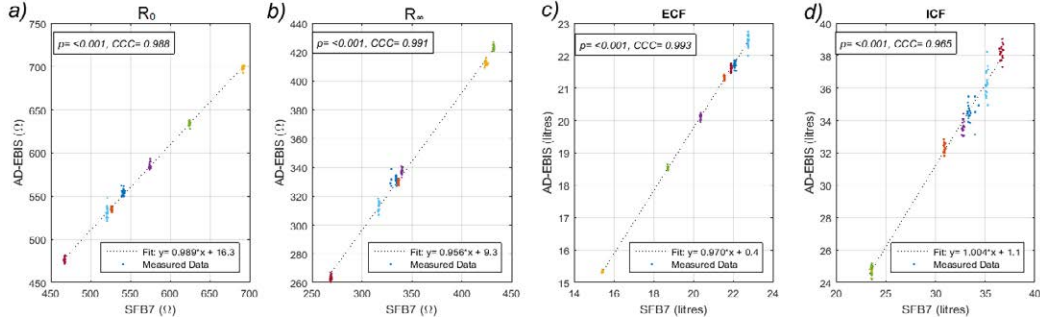 a) R₀
p= <0.001, CCC= 0.988
AD-EBIS (Ω)
750
700
650
600
550
500
450
Fit: y= 0.989*x + 16.3
Measured Data
450 500 550 600 650 700
SFB7 (Ω)
b) R∞
p= <0.001, CCC= 0.991
AD-EBIS (Ω)
440
420
400
380
360
340
320
300
280
260
Fit: y= 0.956*x + 9.3
Measured Data
250 300 350 400 450
SFB7 (Ω)
c) ECF
p= <0.001, CCC= 0.993
AD-EBIS (litres)
23
22
21
20
19
18
17
16
15
Fit: y= 0.970*x + 0.4
Measured Data
14 16 18 20 22 24
SFB7 (litres)
d) ICF
p= <0.001, CCC= 0.965
AD-EBIS (litres)
40
38
36
34
32
30
28
26
24
Fit: y= 1.004*x + 1.1
Measured Data
20 25 30 35 40
SFB7 (litres)